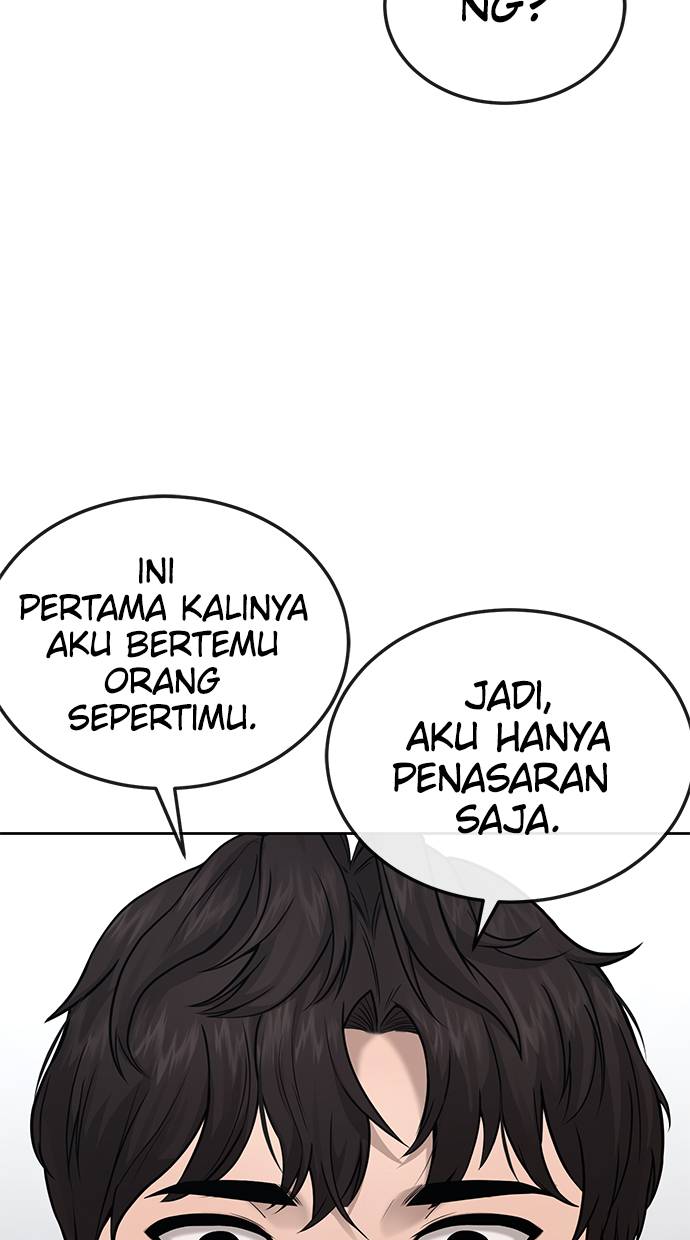 NG?
INI
PERTAMA KALINYA
AKU BERTEMU
ORANG
SEPERTIMU.
JADI,
AKU HANYA
PENASARAN
SAJA.